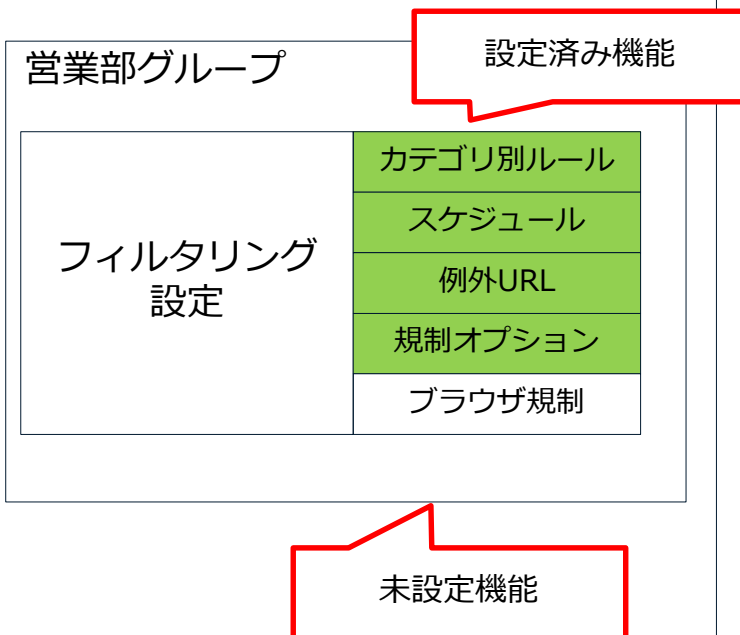 設定済み機能
営業部グループ
フィルタリング
設定
カテゴリ別ルール
スケジュール
例外URL
規制オプション
ブラウザ規制
未設定機能